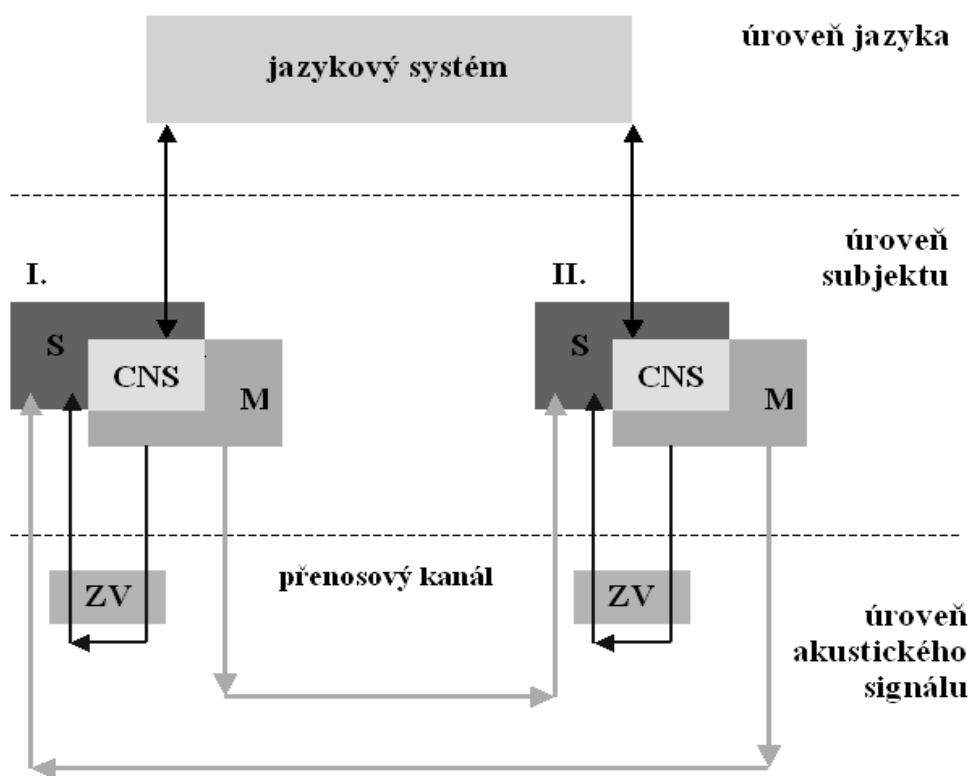 úroveň jazyka
jazykový systém
úroveň
subjektu
I.
II.
S
CNS
M
S
CNS
M
přenosový kanál
ZV
ZV
úroveň
akustického
signálu